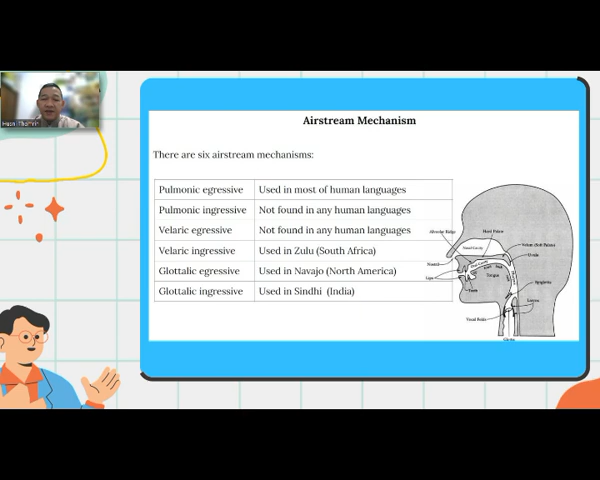 Airstream Mechanism
There are six airstream mechanisms:
Pulmonic egressive Used in most of human languages
Pulmonic ingressive Not found in any human languages
Velaric egressive Not found in any human languages
Velaric ingressive Used in Zulu (South Africa)
Glottalic egressive Used in Navajo (North America)
Glottalic ingressive Used in Sindhi (India)
Alveolar Ridge
Hard Palate
Nasal Cavity
Velum (Soft Palate)
Uvula
Nostril
Lips
Tongue
Teeth
Epiglottis
Larynx
Vocal Folds
Glottis